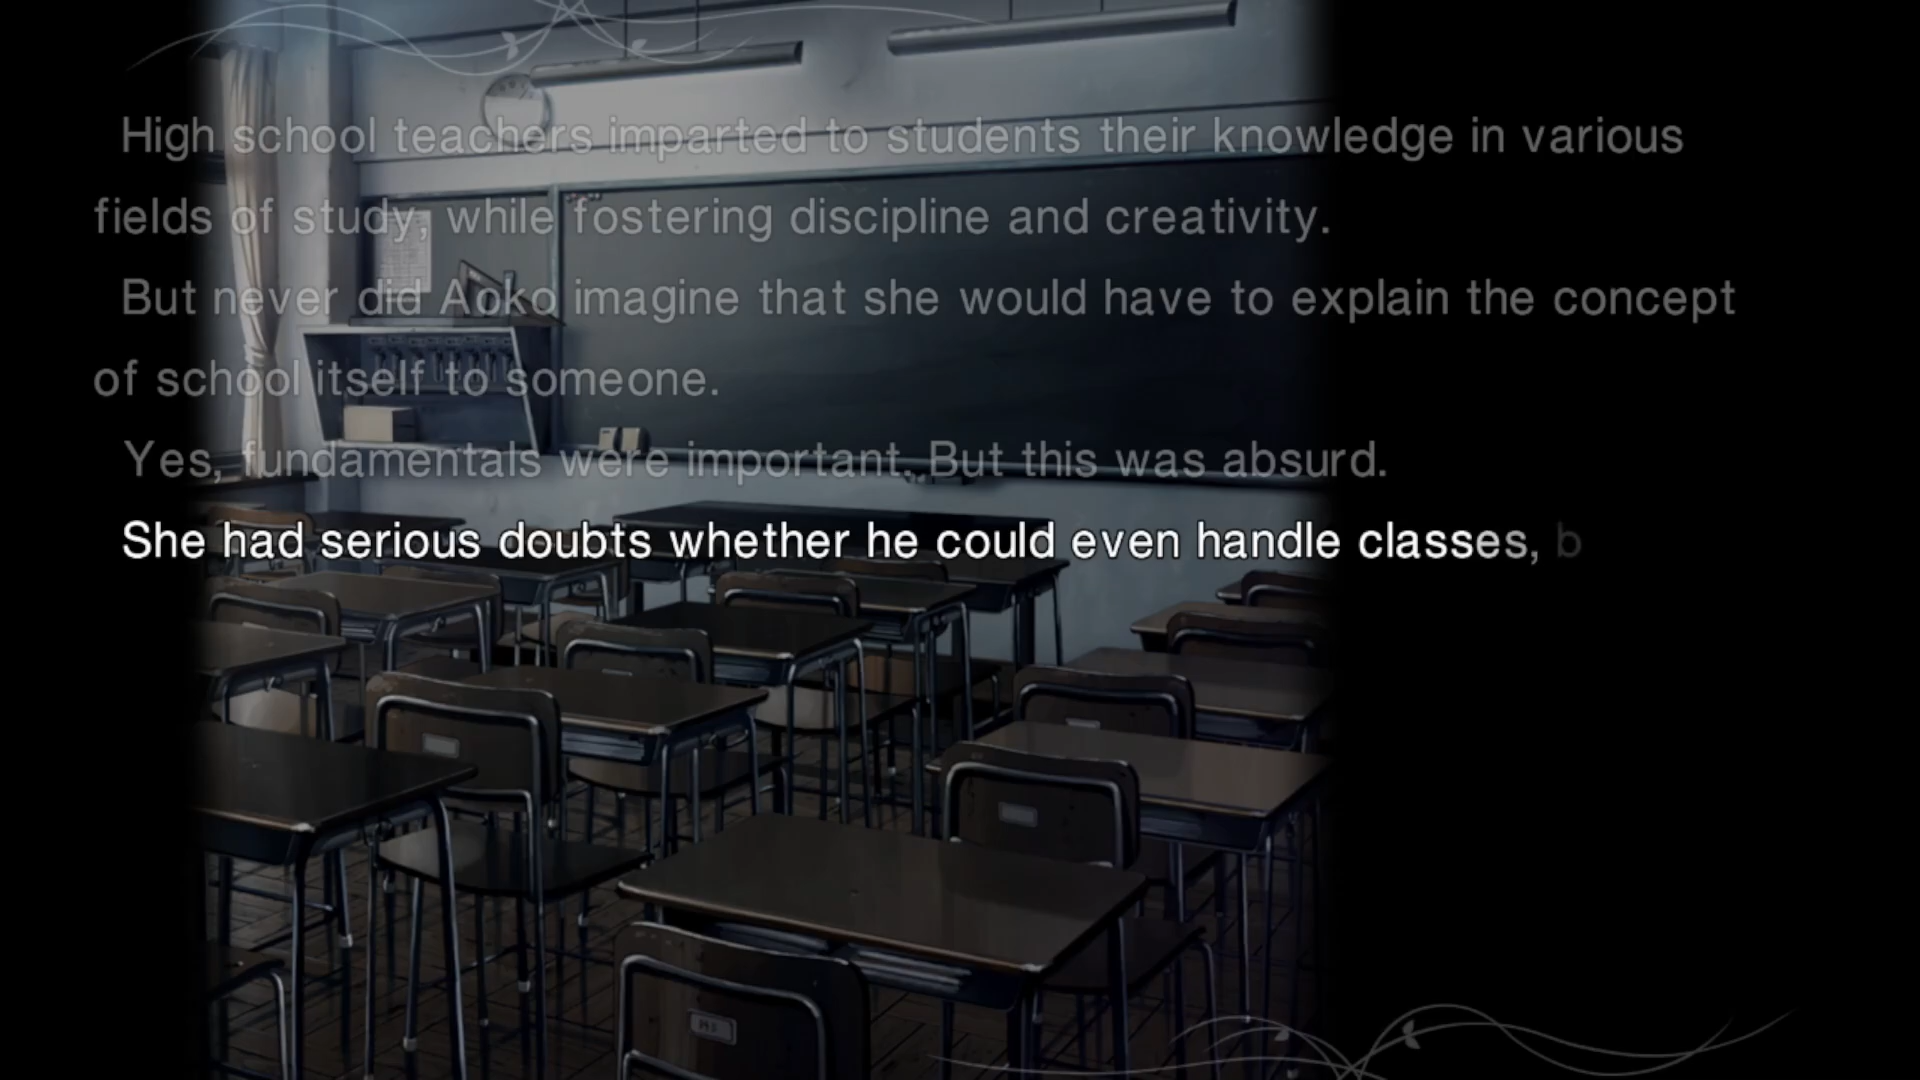 High school teachers imparted to students their knowledge in various
fields of study, while fostering discipline and creativity.
But never did Aoko imagine that she would have to explain the concept
of school itself to someone.
Yes, fundamentals were important. But this was absurd.
She had serious doubts whether he could even handle classes, b